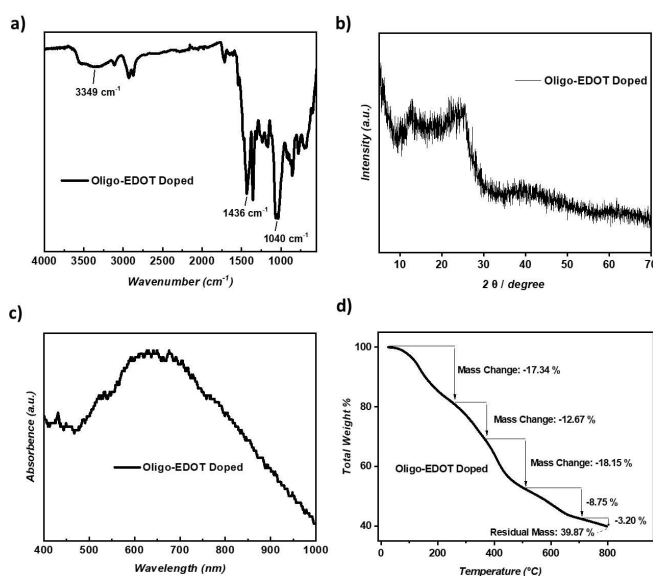 a)
3349 cm-1
Oligo-EDOT Doped
1436 cm-1
1040 cm-1
4000 3500 3000 2500 2000 1500 1000
Wavenumber (cm-1)
b)
Oligo-EDOT Doped
Intensity (a.u.)
10 20 30 40 50 60 70
2 θ / degree
c)
Absorbence (a.u.)
Oligo-EDOT Doped
400 500 600 700 800 900 1000
Wavelength (nm)
d)
100
80
60
40
Total Weight %
Mass Change: -17.34 %
Mass Change: -12.67 %
Mass Change: -18.15 %
Oligo-EDOT Doped
-8.75 %
-3.20 %
Residual Mass: 39.87 %
0 200 400 600 800
Temperature (°C)